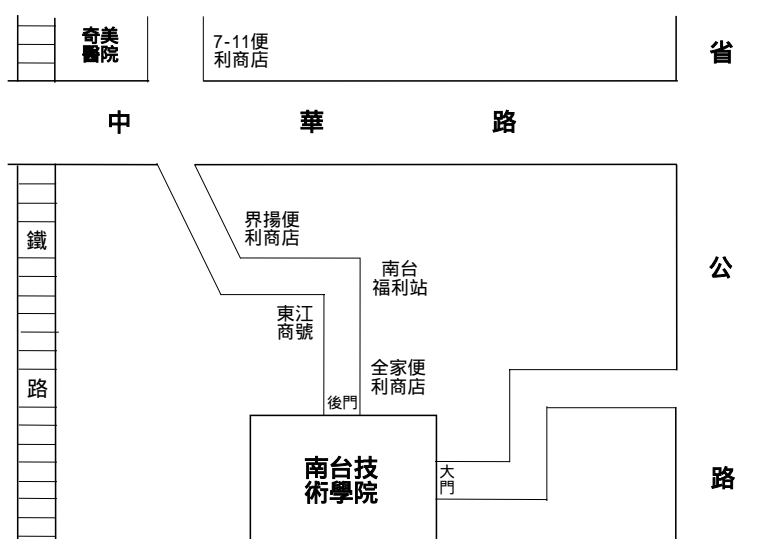 奇美
醫院
7-11便
利商店
省
中 華 路
界揚便
利商店
鐵
公
南台
福利站
東江
商號
全家便
利商店
路
後門
南台技
術學院
大
門
路